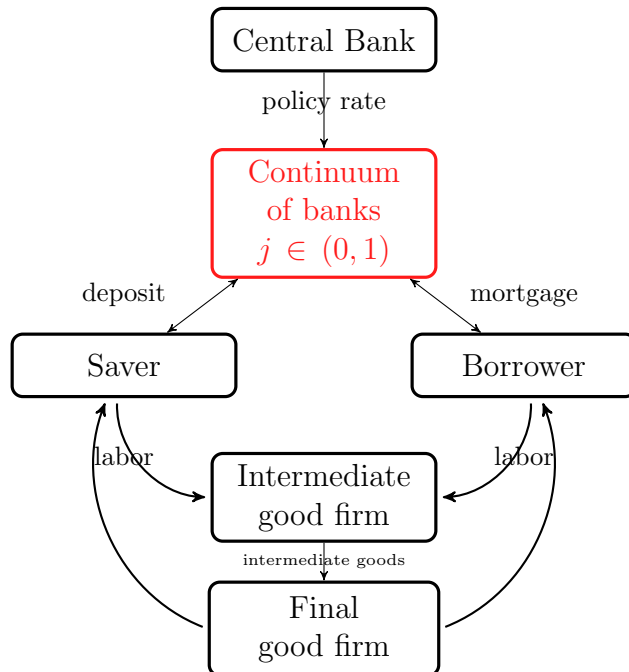 Central Bank
policy rate
Continuum
of banks
j ∈ (0, 1)
deposit
mortgage
Saver
Borrower
labor
labor
Intermediate
good firm
intermediate goods
Final
good firm